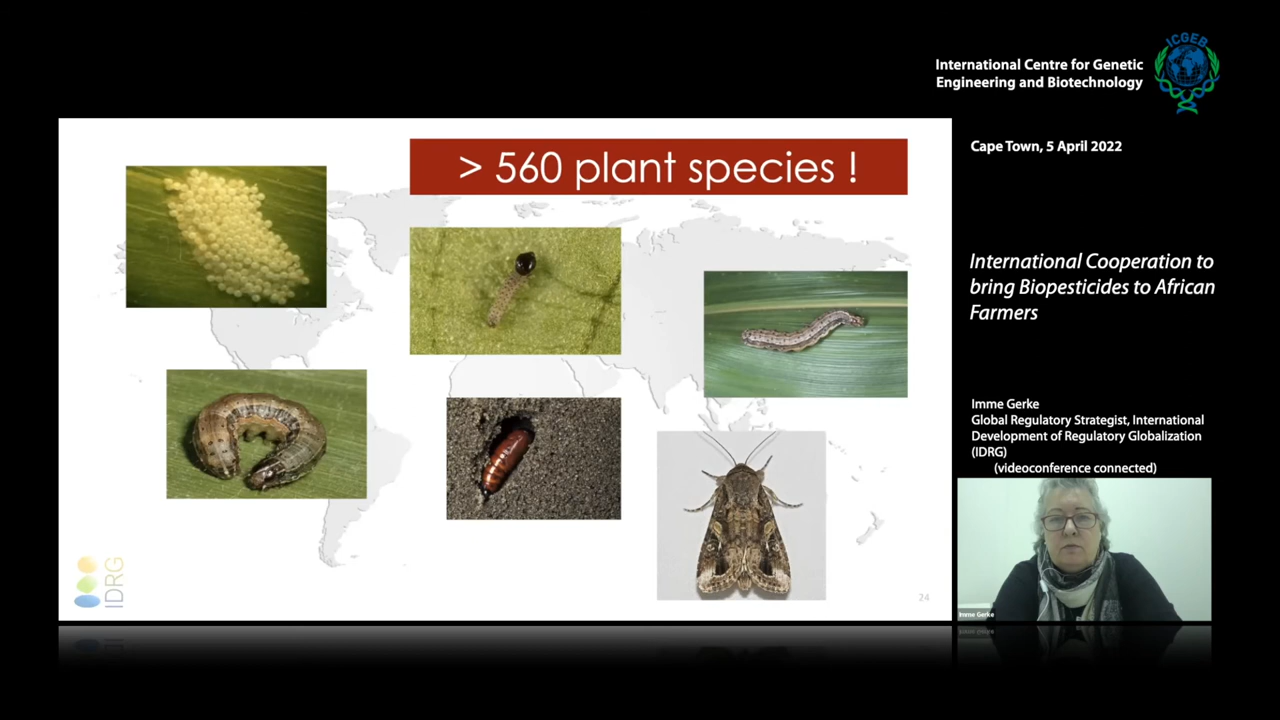 ICGEB
International Centre for Genetic
Engineering and Biotechnology
Cape Town, 5 April 2022
> 560 plant species !
International Cooperation to
bring Biopesticides to African
Farmers
Imme Gerke
Global Regulatory Strategist, International
Development of Regulatory Globalization
(IDRG)
(videoconference connected)
IDRG
24
Imme Gerke